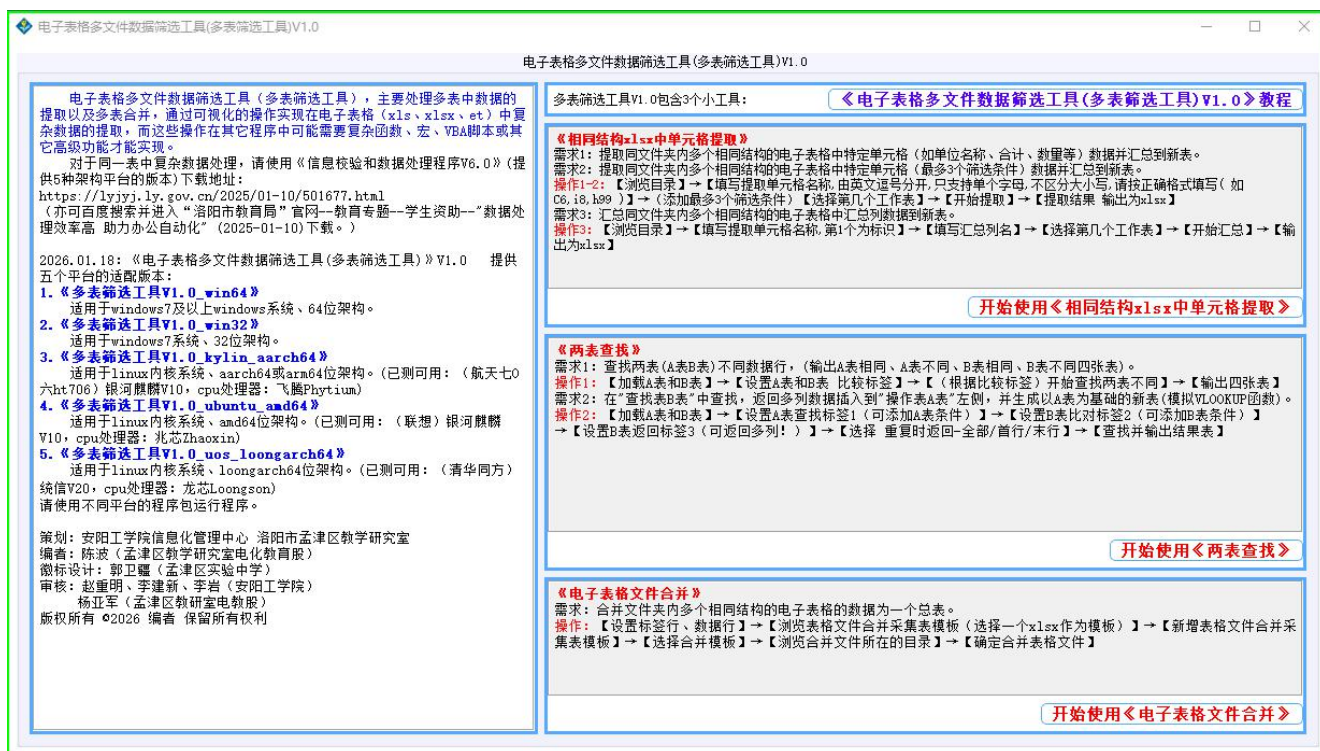 电子表格多文件数据筛选工具(多表筛选工具)V1.0
电子表格多文件数据筛选工具(多表筛选工具)V1.0
电子表格多文件数据筛选工具（多表筛选工具），主要处理多表中数据的
提取以及多表合并，通过可视化的操作实现在电子表格（xls、xlsx、et）中复
杂数据的提取，而这些操作在其它程序中可能需要复杂函数、宏、VBA脚本或其
它高级功能才能实现。
对于同一表中复杂数据处理，请使用《信息校验和数据处理程序V6.0》(提
供5种架构平台的版本)下载地址：
https://lyjyj.ly.gov.cn/2025/01-10/501677.html
(亦可百度搜索并进入“洛阳市教育局”官网--教育专题--学生资助--"数据处
理效率高 助力办公自动化"（2025-01-10)下载。)
2026.01.18：《电子表格多文件数据筛选工具(多表筛选工具)》V1.0 提供
五个平台的适配版本：
1.《多表筛选工具V1.0_win64》
适用于windows7及以上windows系统、64位架构。
2.《多表筛选工具V1.0_win32》
适用于windows7系统、32位架构。
3.《多表筛选工具V1.0_kylin_aarch64》
适用于linux内核系统、aarch64或arm64位架构。(已测可用：（航天七〇
六ht706）银河麒麟V10，cpu处理器：飞腾Phytium)
4.《多表筛选工具V1.0_ubuntu_amd64》
适用于linux内核系统、amd64位架构。(已测可用：（联想）银河麒麟
V10，cpu处理器：兆芯Zhaoxin)
5.《多表筛选工具V1.0_uos_loongarch64》
适用于linux内核系统、loongarch64位架构。(已测可用：（清华同方）
统信V20，cpu处理器：龙芯Loongson)
请使用不同平台的程序包运行程序。
策划：安阳工学院信息化管理中心 洛阳市孟津区教学研究室
编者：陈波（孟津区教学研究室电化教育股）
徽标设计：郭卫疆（孟津区实验中学）
审核：赵重明、李建新、李岩（安阳工学院）
杨亚军（孟津区教研室电教股）
版权所有 ©2026 编者 保留所有权利
多表筛选工具V1.0包含3个小工具：
《电子表格多文件数据筛选工具(多表筛选工具)V1.0》教程
《相同结构xlsx中单元格提取》
需求1：提取同文件夹内多个相同结构的电子表格中特定单元格（如单位名称、合计、数量等）数据并汇总到新表。
需求2：提取同文件夹内多个相同结构的电子表格中特定单元格（最多3个筛选条件）数据并汇总到新表。
操作1-2：【浏览目录】→【填写提取单元格名称,由英文逗号分开,只支持单个字母,不区分大小写,请按正确格式填写( 如
C6,i8,h99 )】→（添加最多3个筛选条件）【选择第几个工作表】→【开始提取】→【提取结果 输出为xlsx】
需求3：汇总同文件夹内多个相同结构的电子表格中汇总列数据到新表。
操作3：【浏览目录】→【填写提取单元格名称,第1个为标识】→【填写汇总列名】→【选择第几个工作表】→【开始汇总】→【输
出为xlsx】
开始使用《相同结构xlsx中单元格提取》
《两表查找》
需求1：查找两表(A表B表)不同数据行，(输出A表相同、A表不同、B表相同、B表不同四张表）。
操作1：【加载A表和B表】→【设置A表和B表 比较标签】→【（根据比较标签）开始查找两表不同】→【输出四张表】
需求2：在"查找表B表"中查找，返回多列数据插入到"操作表A表"左侧，并生成以A表为基础的新表(模拟VLOOKUP函数)。
操作2：【加载A表和B表】→【设置A表查找标签1（可添加A表条件）】→【设置B表比对标签2（可添加B表条件）】
→【设置B表返回标签3（可返回多列！）】→【选择 重复时返回-全部/首行/末行】→【查找并输出结果表】
开始使用《两表查找》
《电子表格文件合并》
需求：合并文件夹内多个相同结构的电子表格的数据为一个总表。
操作：【设置标签行、数据行】→【浏览表格文件合并采集表模板（选择一个xlsx作为模板）】→【新增表格文件合并采
集表模板】→【选择合并模板】→【浏览合并文件所在的目录】→【确定合并表格文件】
开始使用《电子表格文件合并》